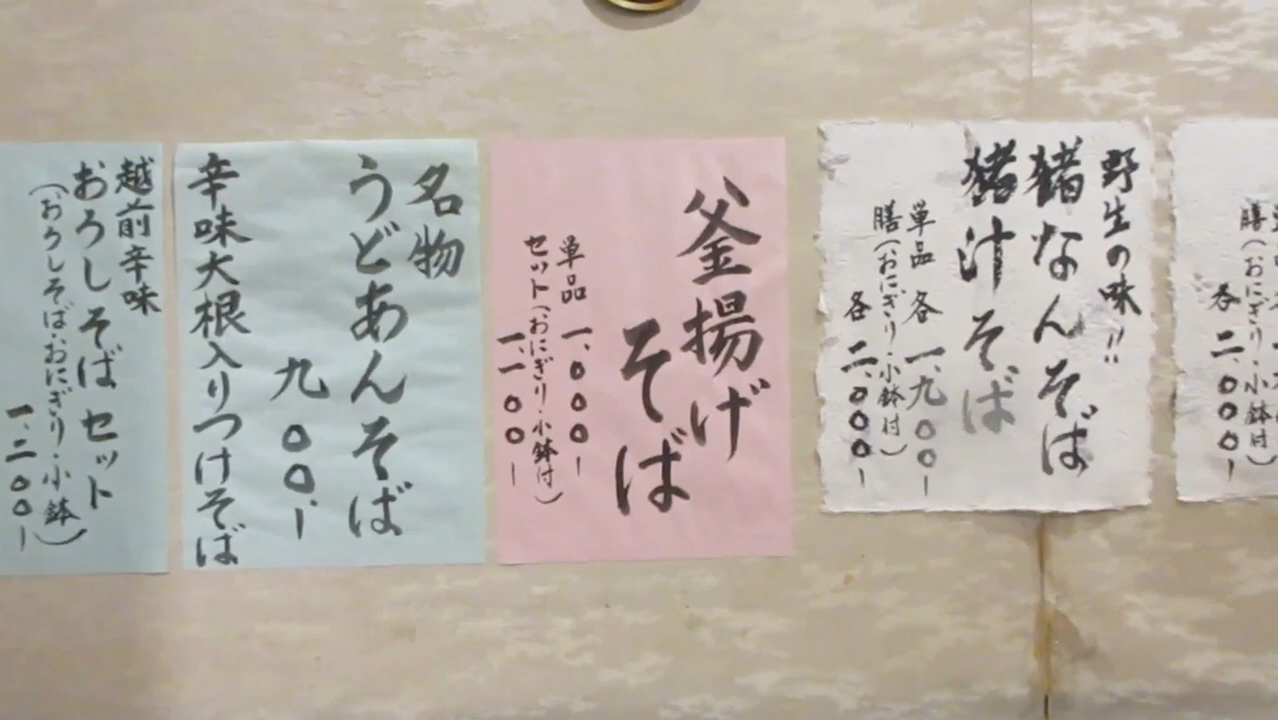 野生の味!!
猪なんそば
猪汁そば
単品 各 一、九〇〇ー
膳(おにぎり・小鉢付)
各 二、〇〇〇ー
膳(おにぎり・小鉢付)
各 二、〇〇〇ー
釜揚げ
そば
単品 一、〇〇〇ー
セット(おにぎり・小鉢付)
一、一〇〇ー
名物
うどあんそば
九〇〇、ー
辛味大根入りつけそば
越前辛味
おろしそばセット
(おろしそば・おにぎり・小鉢)
一、二〇〇ー